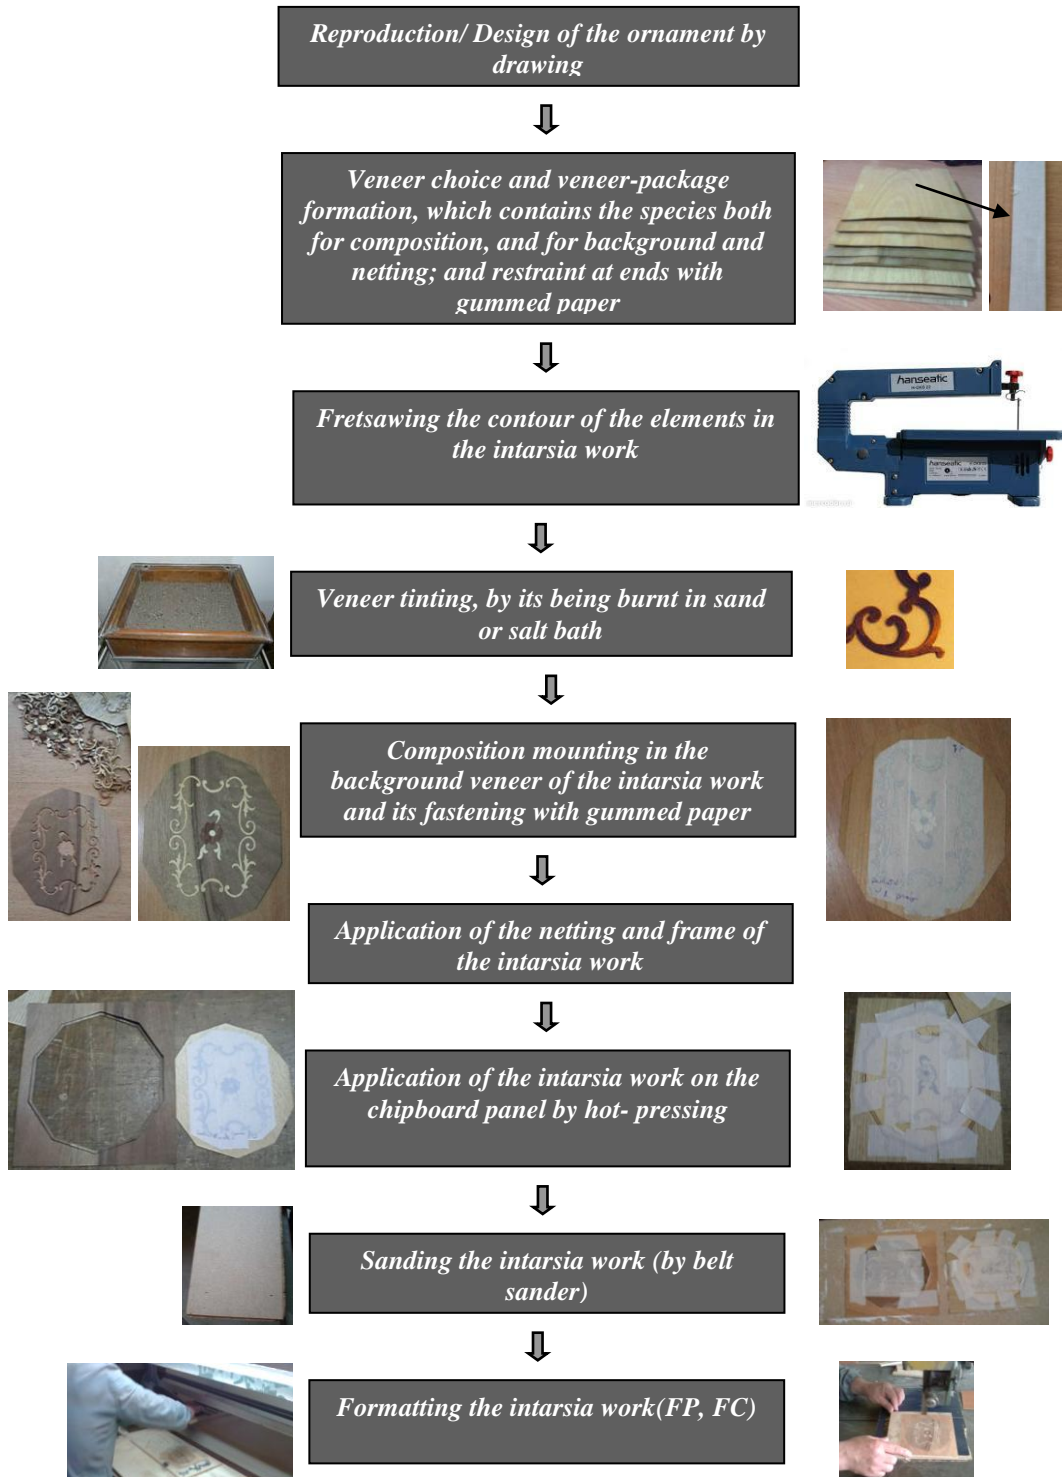 Reproduction/ Design of the ornament by
drawing
Veneer choice and veneer-package
formation, which contains the species both
for composition, and for background and
netting; and restraint at ends with
gummed paper
hanseatic
Fretsawing the contour of the elements in
the intarsia work
hanseatic
Veneer tinting, by its being burnt in sand
or salt bath
Composition mounting in the
background veneer of the intarsia work
and its fastening with gummed paper
Application of the netting and frame of
the intarsia work
Application of the intarsia work on the
chipboard panel by hot- pressing
Sanding the intarsia work (by belt
sander)
Formatting the intarsia work(FP, FC)